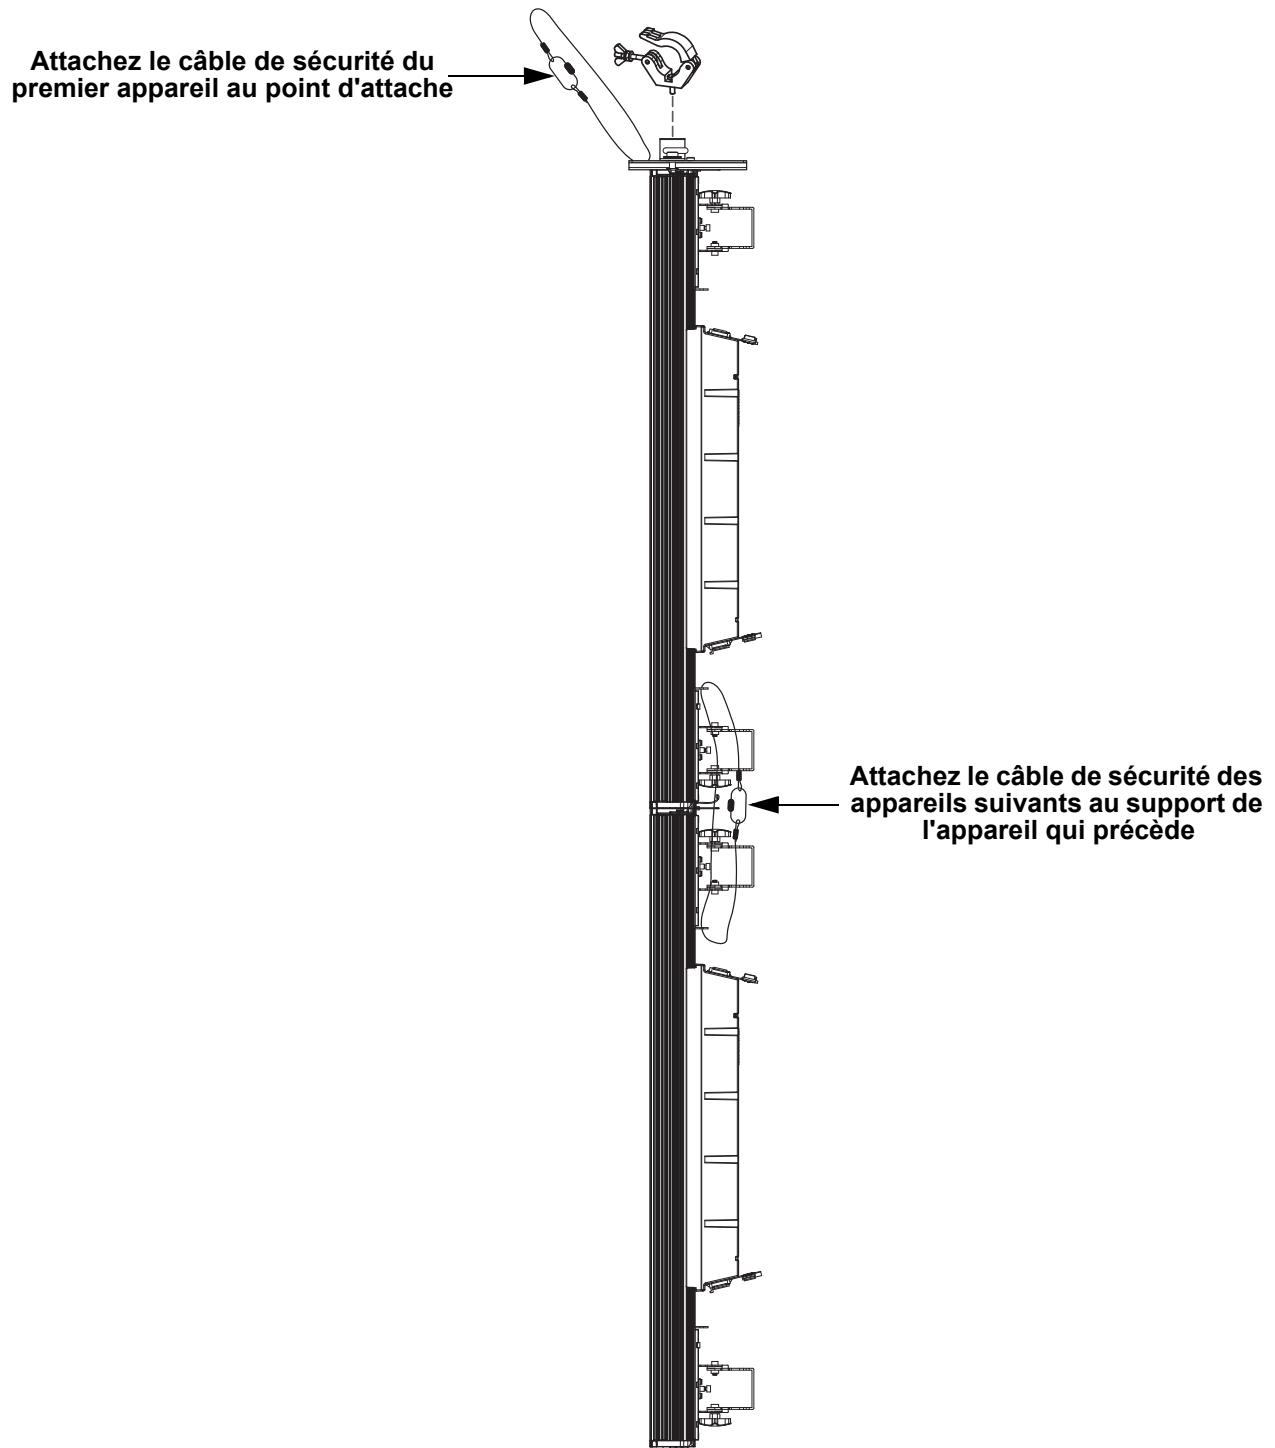 Attachez le câble de sécurité du
premier appareil au point d'attache
Attachez le câble de sécurité des
appareils suivants au support de
l'appareil qui précède